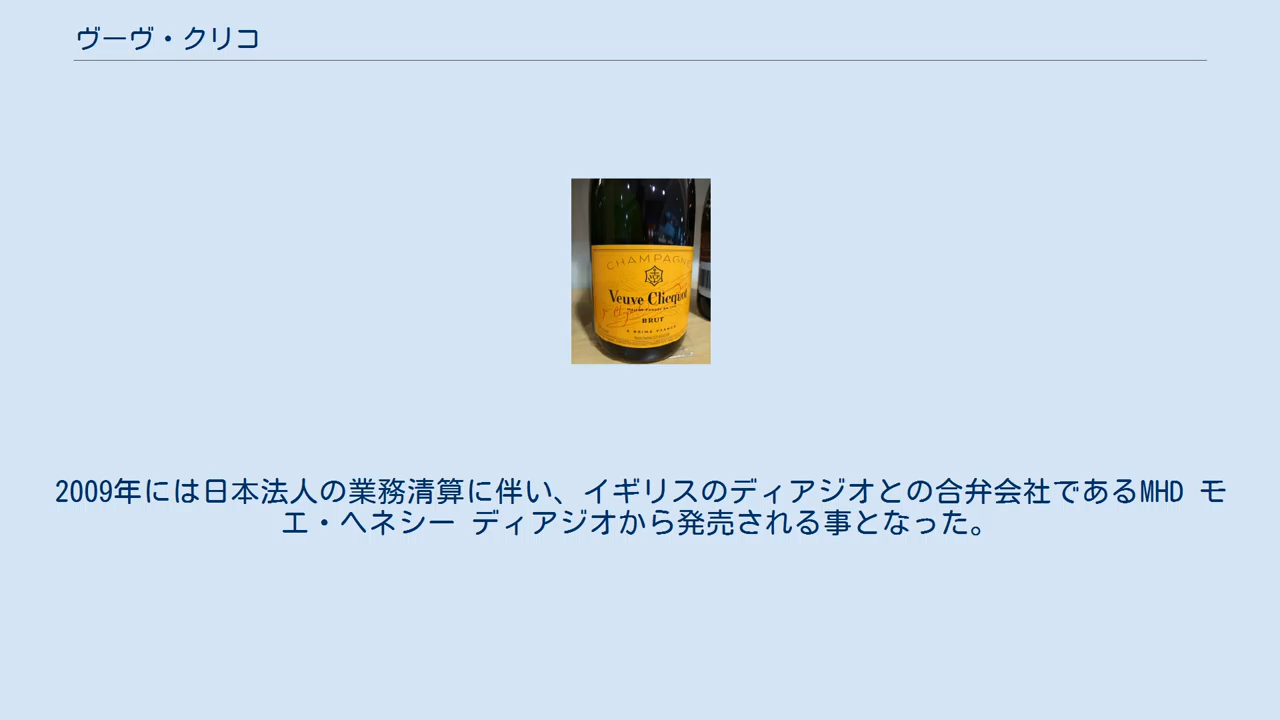 ヴーヴ・クリコ
CHAMPAGN
Veuve Clicquot
BRUT
A REIMS FRANCE
2009年には日本法人の業務清算に伴い、イギリスのディアジオとの合弁会社であるMHD モ
エ・ヘネシー ディアジオから発売される事となった。